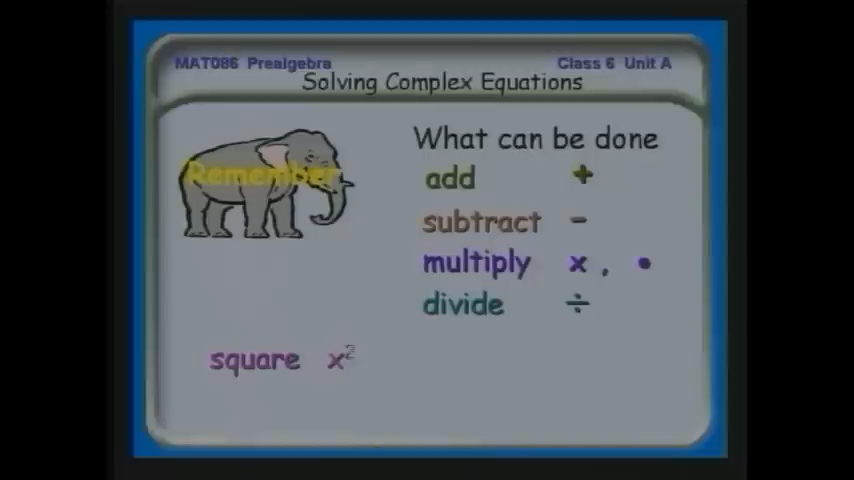 MAT086 Prealgebra
Class 6 Unit A
Solving Complex Equations
Remember
What can be done
add +
subtract -
multiply x , •
divide ÷
square x²